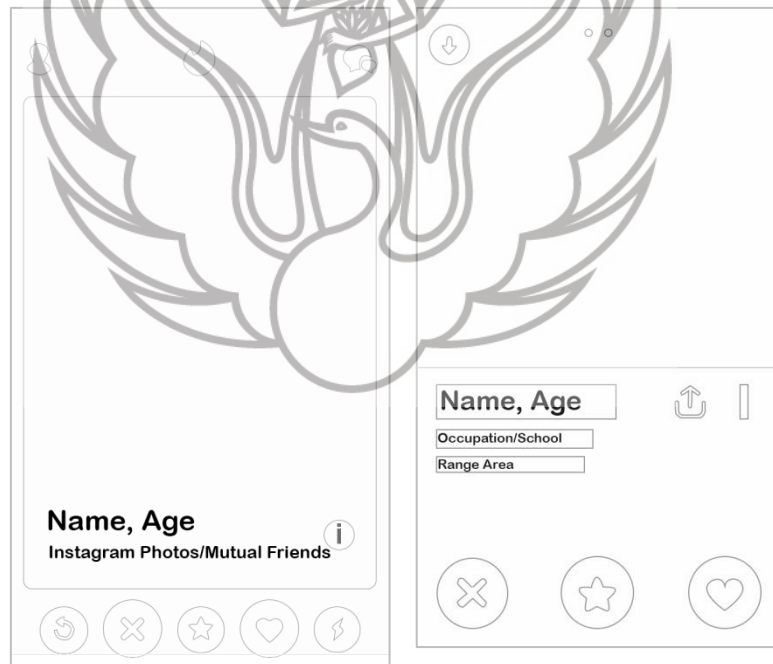 Name, Age
Instagram Photos/Mutual Friends
i
Name, Age
Occupation/School
Range Area